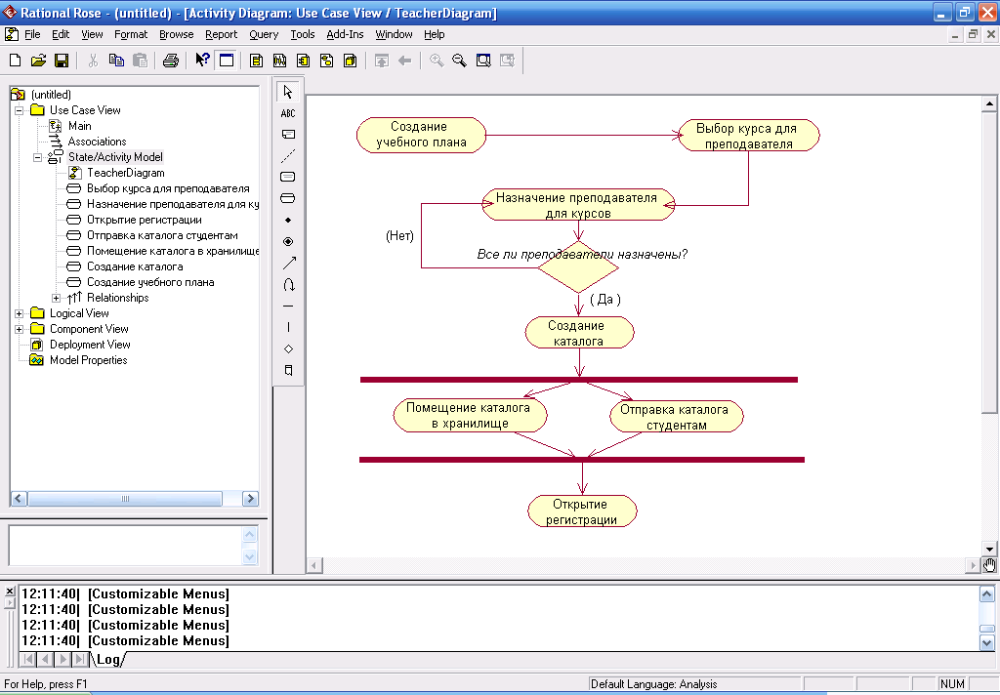 Rational Rose - (untitled) - [Activity Diagram: Use Case View / TeacherDiagram]
File Edit View Format Browse Report Query Tools Add-Ins Window Help
(untitled)
Use Case View
Main
Associations
State/Activity Model
TeacherDiagram
Выбор курса для преподавателя
Назначение преподавателя для ку
Открытие регистрации
Отправка каталога студентам
Помещение каталога в хранилище
Создание каталога
Создание учебного плана
Relationships
Logical View
Component View
Deployment View
Model Properties
ABC
Создание
учебного плана
Выбор курса для
преподавателя
Назначение преподавателя
для курсов
(Нет)
Все ли преподаватели назначены?
( Да )
Создание
каталога
Помещение каталога
в хранилище
Отправка каталога
студентам
Открытие
регистрации
12:11:40| [Customizable Menus]
12:11:40| [Customizable Menus]
12:11:40| [Customizable Menus]
12:11:40| [Customizable Menus]
Log
For Help, press F1
Default Language: Analysis
NUM